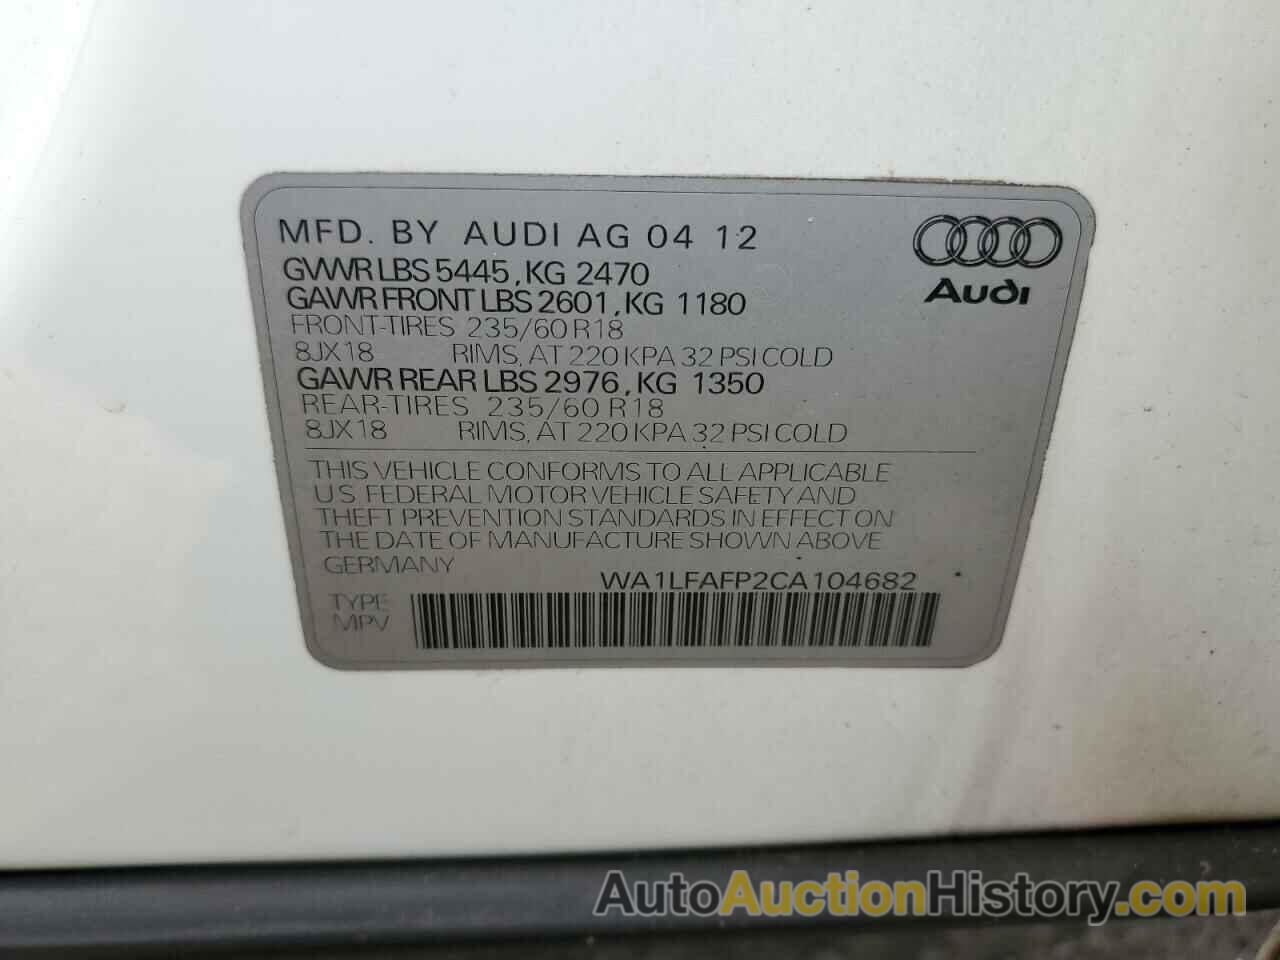 MFD. BY AUDI AG 04 12
GVWR LBS 5445, KG 2470
GAWR FRONT LBS 2601, KG 1180
FRONT-TIRES 235/60 R18
8JX18 RIMS, AT 220 KPA 32 PSI COLD
GAWR REAR LBS 2976, KG 1350
REAR-TIRES 235/60 R18
8JX18 RIMS, AT 220 KPA 32 PSI COLD
Audi
THIS VEHICLE CONFORMS TO ALL APPLICABLE
U.S. FEDERAL MOTOR VEHICLE SAFETY AND
THEFT PREVENTION STANDARDS IN EFFECT ON
THE DATE OF MANUFACTURE SHOWN ABOVE
GERMANY WA1LFAFP2CA104682
TYPE
MPV
AutoAuctionHistory.com